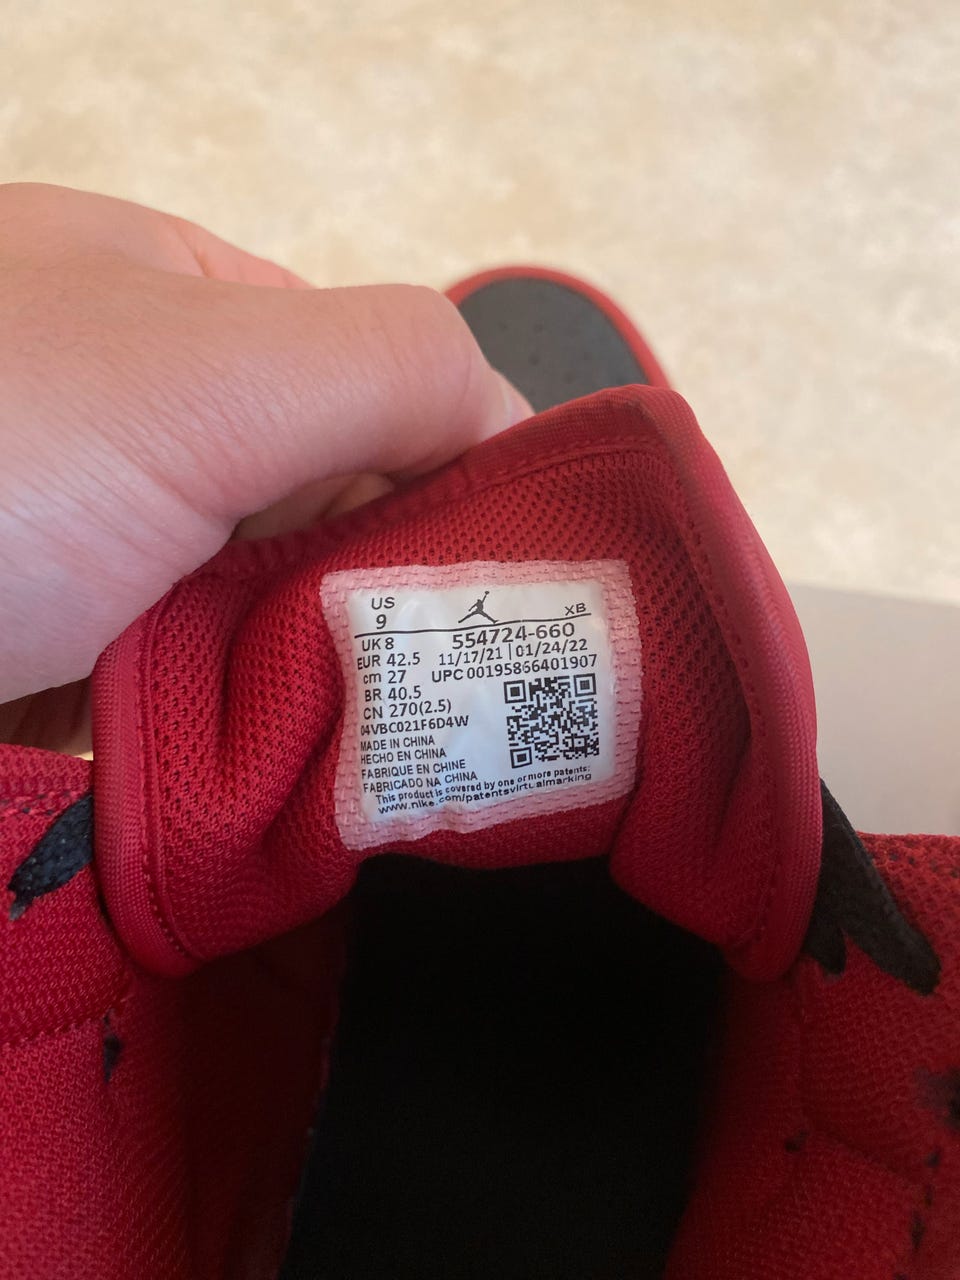 US
9
XB
UK 8
554724-660
EUR 42.5
11/17/21 | 01/24/22
cm 27
UPC 00195866401907
BR 40.5
CN 270(2.5)
04VBC021F6D4W
MADE IN CHINA
HECHO EN CHINA
FABRIQUE EN CHINE
FABRICADO NA CHINA
This product is covered by one or more patents:
www.nike.com/patentsvirtualmarking